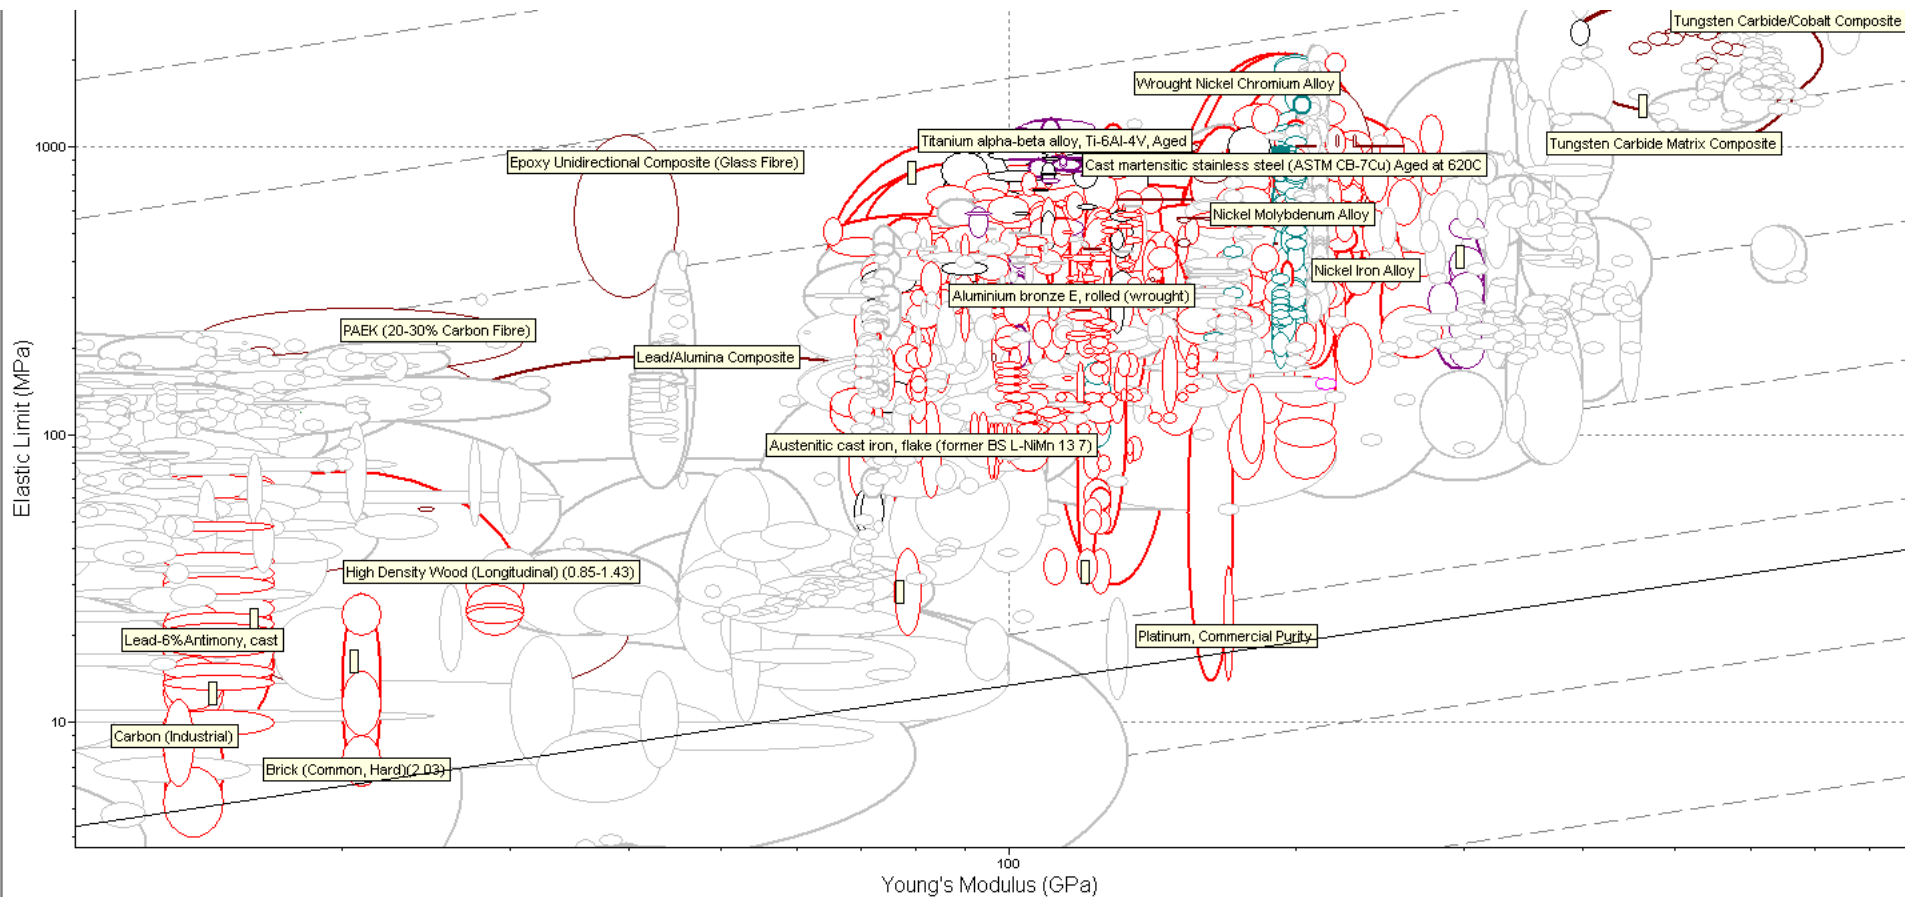 Tungsten Carbide/Cobalt Composite
Wrought Nickel Chromium Alloy
Titanium alpha-beta alloy, Ti-6Al-4V, Aged
Tungsten Carbide Matrix Composite
1000
Epoxy Unidirectional Composite (Glass Fibre)
Cast martensitic stainless steel (ASTM CB-7Cu) Aged at 620C
Nickel Molybdenum Alloy
Nickel Iron Alloy
Aluminium bronze E, rolled (wrought)
PAEK (20-30% Carbon Fibre)
Lead/Alumina Composite
Elastic Limit (MPa)
100
Austenitic cast iron, flake (former BS L-NiMn 13 7)
High Density Wood (Longitudinal) (0.85-1.43)
Lead-6%Antimony, cast
Platinum, Commercial Purity
10
Carbon (Industrial)
Brick (Common, Hard)(2.03)
100
Young's Modulus (GPa)